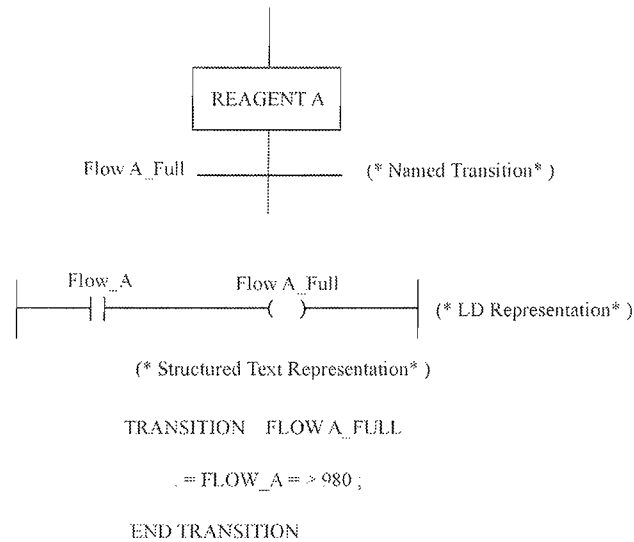 REAGENT A
Flow A_Full (* Named Transition* )
Flow_A Flow A_Full
(* LD Representation* )
(* Structured Text Representation* )
TRANSITION FLOW A_FULL
. = FLOW_A = > 980 ;
END TRANSITION